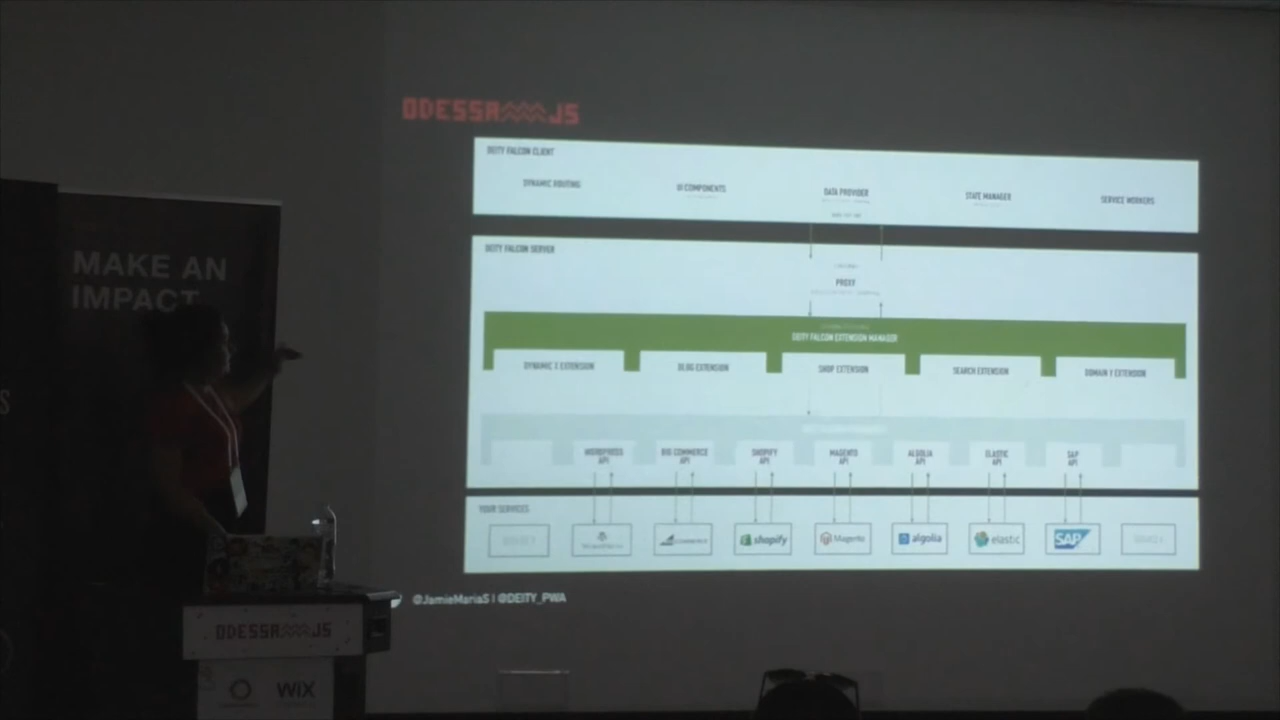 ODESSA JS
DEITY FALCON CLIENT
DYNAMIC ROUTING
UI COMPONENTS
DATA PROVIDER
STATE MANAGER
SERVICE WORKERS
DEITY FALCON SERVER
PROXY
DEITY FALCON EXTENSION MANAGER
DYNAMIC X EXTENSION
BLOG EXTENSION
SHOP EXTENSION
SEARCH EXTENSION
DOMAIN Y EXTENSION
WORDPRESS
API
BIG COMMERCE
API
SHOPIFY
API
MAGENTO
API
ALGOLIA
API
ELASTIC
API
SAP
API
YOUR SERVICES
shopify
Magento
algolia
elastic
SAP
@JamieMariaS | @DEITY_PWA
MAKE AN
IMPACT
S
ODESSA JS
WiX